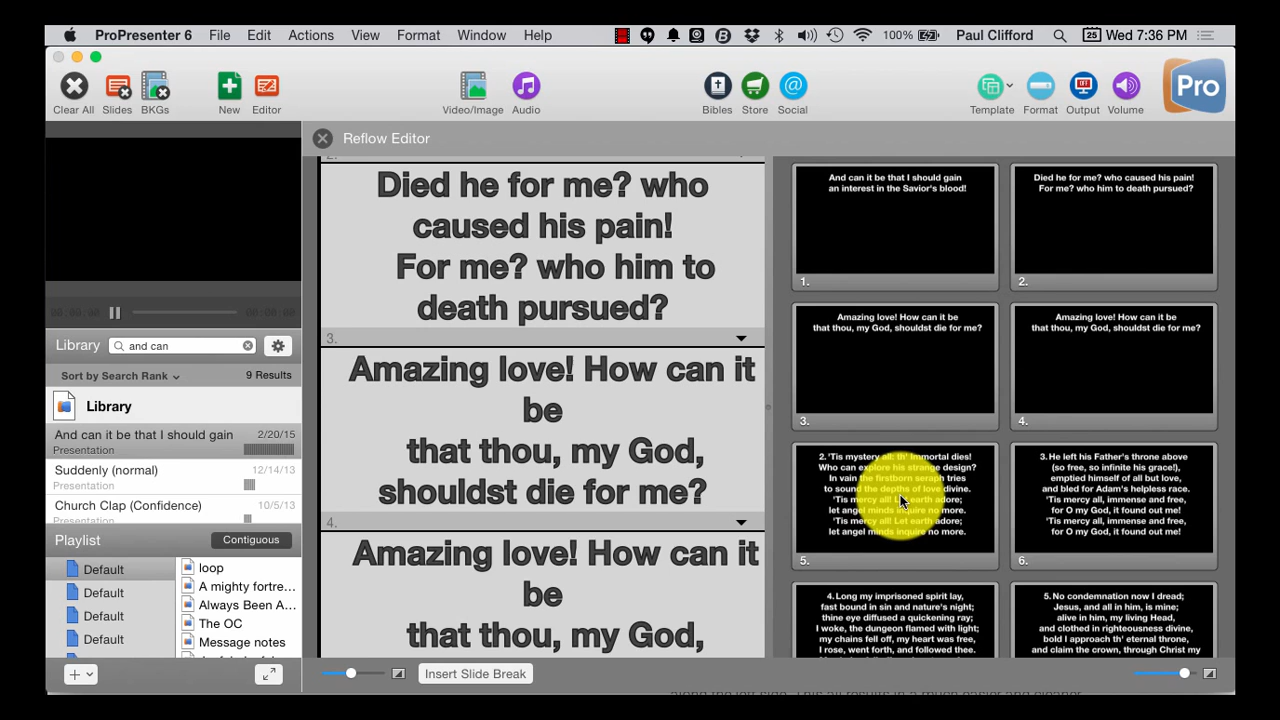 ProPresenter 6 File Edit Actions View Format Window Help 100% Paul Clifford 25 Wed 7:36 PM
Clear All Slides BKGs New Editor Video/Image Audio Bibles Store Social Template Format Output Volume
Pro
Reflow Editor
Library and can
Sort by Search Rank 9 Results
Library
And can it be that I should gain 2/20/15
Presentation
Suddenly (normal) 12/14/13
Presentation
Church Clap (Confidence) 10/5/13
Presentation
Playlist Contiguous
Default
Default
Default
Default
loop
A mighty fortre...
Always Been A...
The OC
Message notes
Died he for me? who
caused his pain!
For me? who him to
death pursued?
3.
Amazing love! How can it
be
that thou, my God,
shouldst die for me?
4.
Amazing love! How can it
be
that thou, my God,
Insert Slide Break
And can it be that I should gain
an interest in the Savior's blood!
1.
Died he for me? who caused his pain!
For me? who him to death pursued?
2.
Amazing love! How can it be
that thou, my God, shouldst die for me?
3.
Amazing love! How can it be
that thou, my God, shouldst die for me?
4.
2. 'Tis mystery all: th' Immortal dies!
Who can explore his strange design?
In vain the firstborn seraph tries
to sound the depths of love divine.
'Tis mercy all! Let earth adore;
let angel minds inquire no more.
'Tis mercy all! Let earth adore;
let angel minds inquire no more.
5.
3. He left his Father's throne above
(so free, so infinite his grace!),
emptied himself of all but love,
and bled for Adam's helpless race.
'Tis mercy all, immense and free,
for O my God, it found out me!
'Tis mercy all, immense and free,
for O my God, it found out me!
6.
4. Long my imprisoned spirit lay,
fast bound in sin and nature's night;
thine eye diffused a quickening ray;
I woke, the dungeon flamed with light;
my chains fell off, my heart was free,
I rose, went forth, and followed thee.
5. No condemnation now I dread;
Jesus, and all in him, is mine;
alive in him, my living Head,
and clothed in righteousness divine,
bold I approach th' eternal throne,
and claim the crown, through Christ my